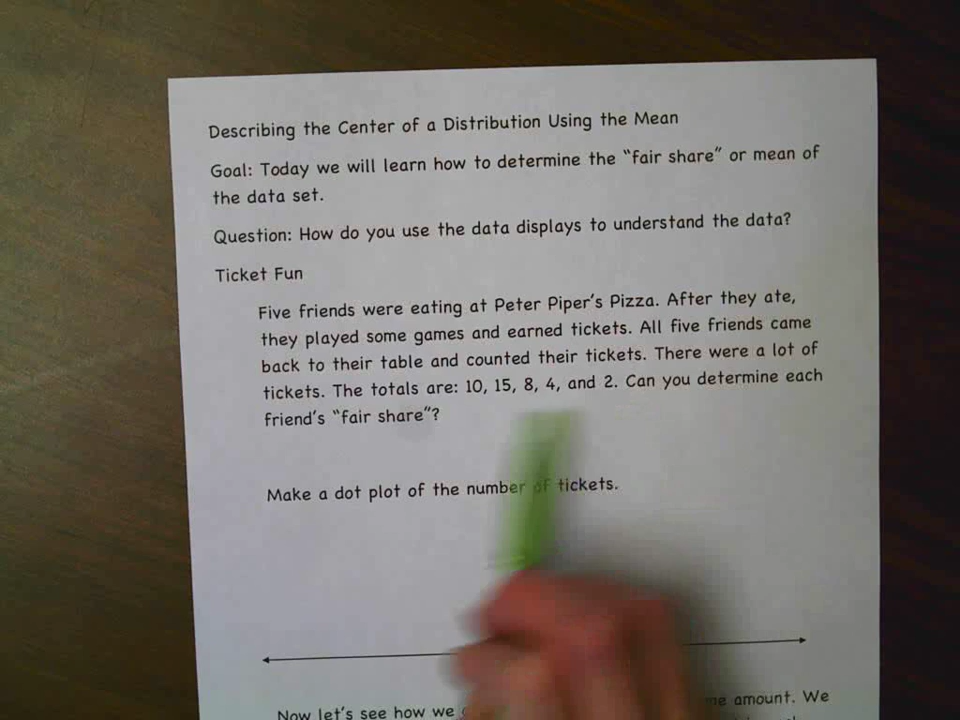 Describing the Center of a Distribution Using the Mean
Goal: Today we will learn how to determine the “fair share” or mean of
the data set.
Question: How do you use the data displays to understand the data?
Ticket Fun
Five friends were eating at Peter Piper’s Pizza. After they ate,
they played some games and earned tickets. All five friends came
back to their table and counted their tickets. There were a lot of
tickets. The totals are: 10, 15, 8, 4, and 2. Can you determine each
friend’s “fair share”?
Make a dot plot of the number of tickets.
Now let’s see how we amount. We